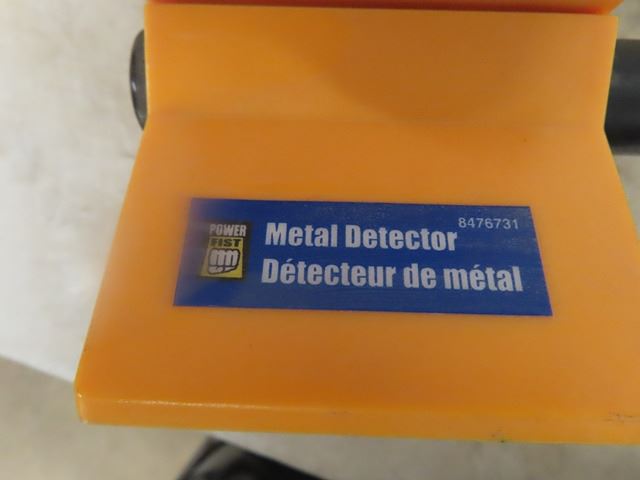 8476731
POWER
FIST
Metal Detector
Détecteur de métal